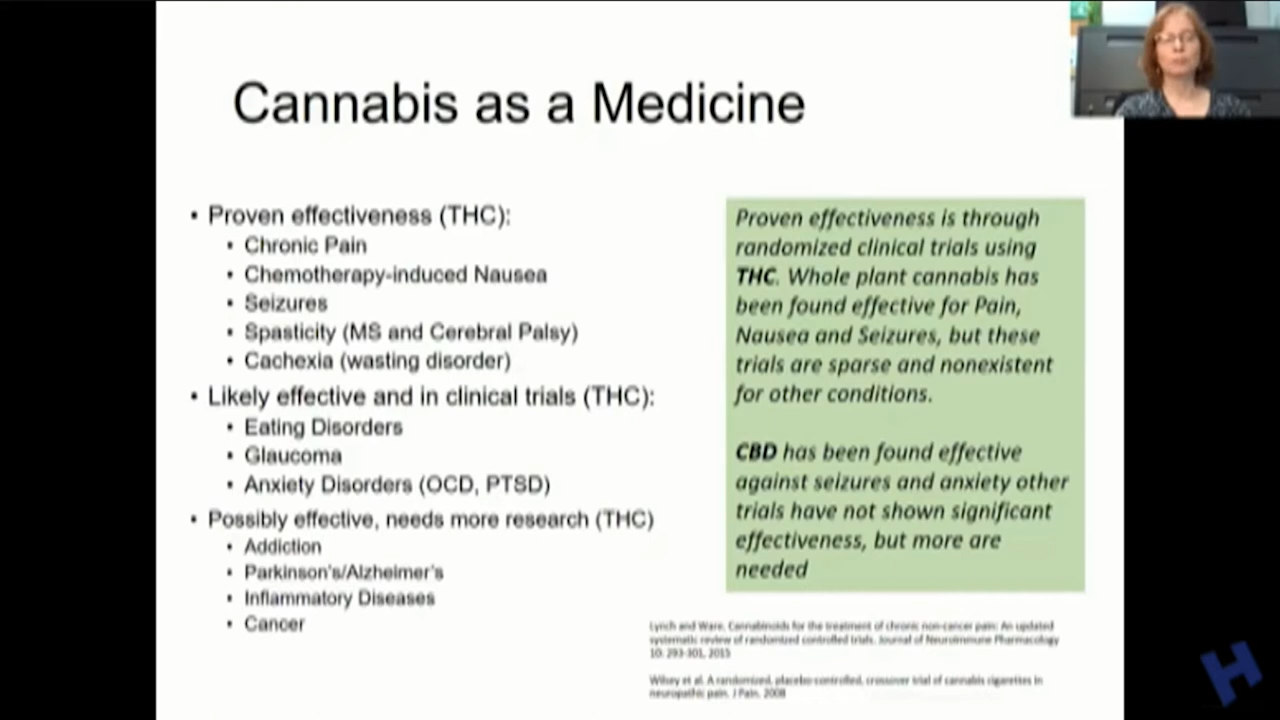 Cannabis as a Medicine
• Proven effectiveness (THC):
• Chronic Pain
• Chemotherapy-induced Nausea
• Seizures
• Spasticity (MS and Cerebral Palsy)
• Cachexia (wasting disorder)
• Likely effective and in clinical trials (THC):
• Eating Disorders
• Glaucoma
• Anxiety Disorders (OCD, PTSD)
• Possibly effective, needs more research (THC)
• Addiction
• Parkinson's/Alzheimer's
• Inflammatory Diseases
• Cancer
Proven effectiveness is through
randomized clinical trials using
THC. Whole plant cannabis has
been found effective for Pain,
Nausea and Seizures, but these
trials are sparse and nonexistent
for other conditions.
CBD has been found effective
against seizures and anxiety other
trials have not shown significant
effectiveness, but more are
needed
Lynch and Ware. Cannabinoids for the treatment of chronic non-cancer pain: An updated
systematic review of randomized controlled trials. Journal of Neuroimmune Pharmacology
10: 293-301, 2015
Wilsey et al. A randomized, placebo-controlled, crossover trial of cannabis cigarettes in
neuropathic pain. J Pain. 2008
H